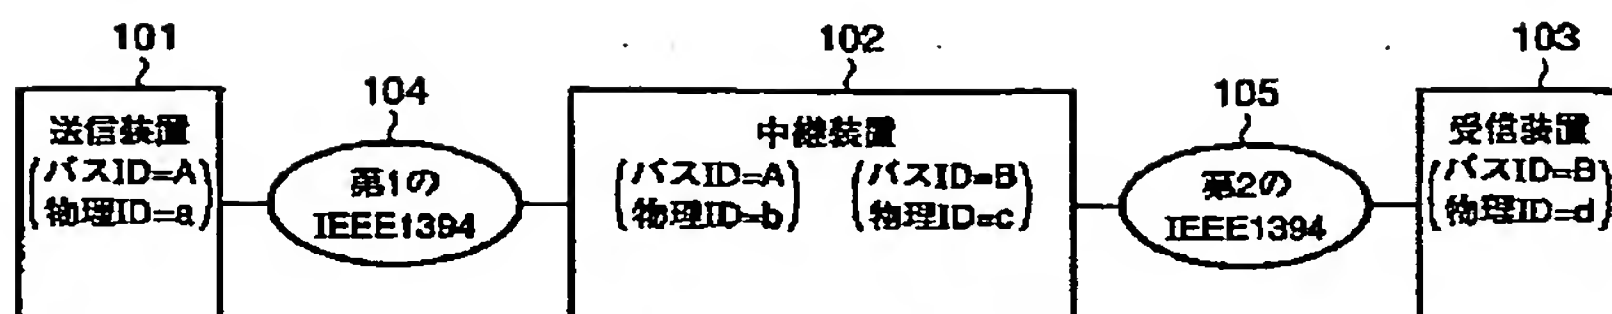 101
104
102
105
103
送信装置
バスID=A
物理ID=a
第1の
IEEE1394
中継装置
バスID=A
物理ID=b
バスID=B
物理ID=c
第2の
IEEE1394
受信装置
バスID=B
物理ID=d